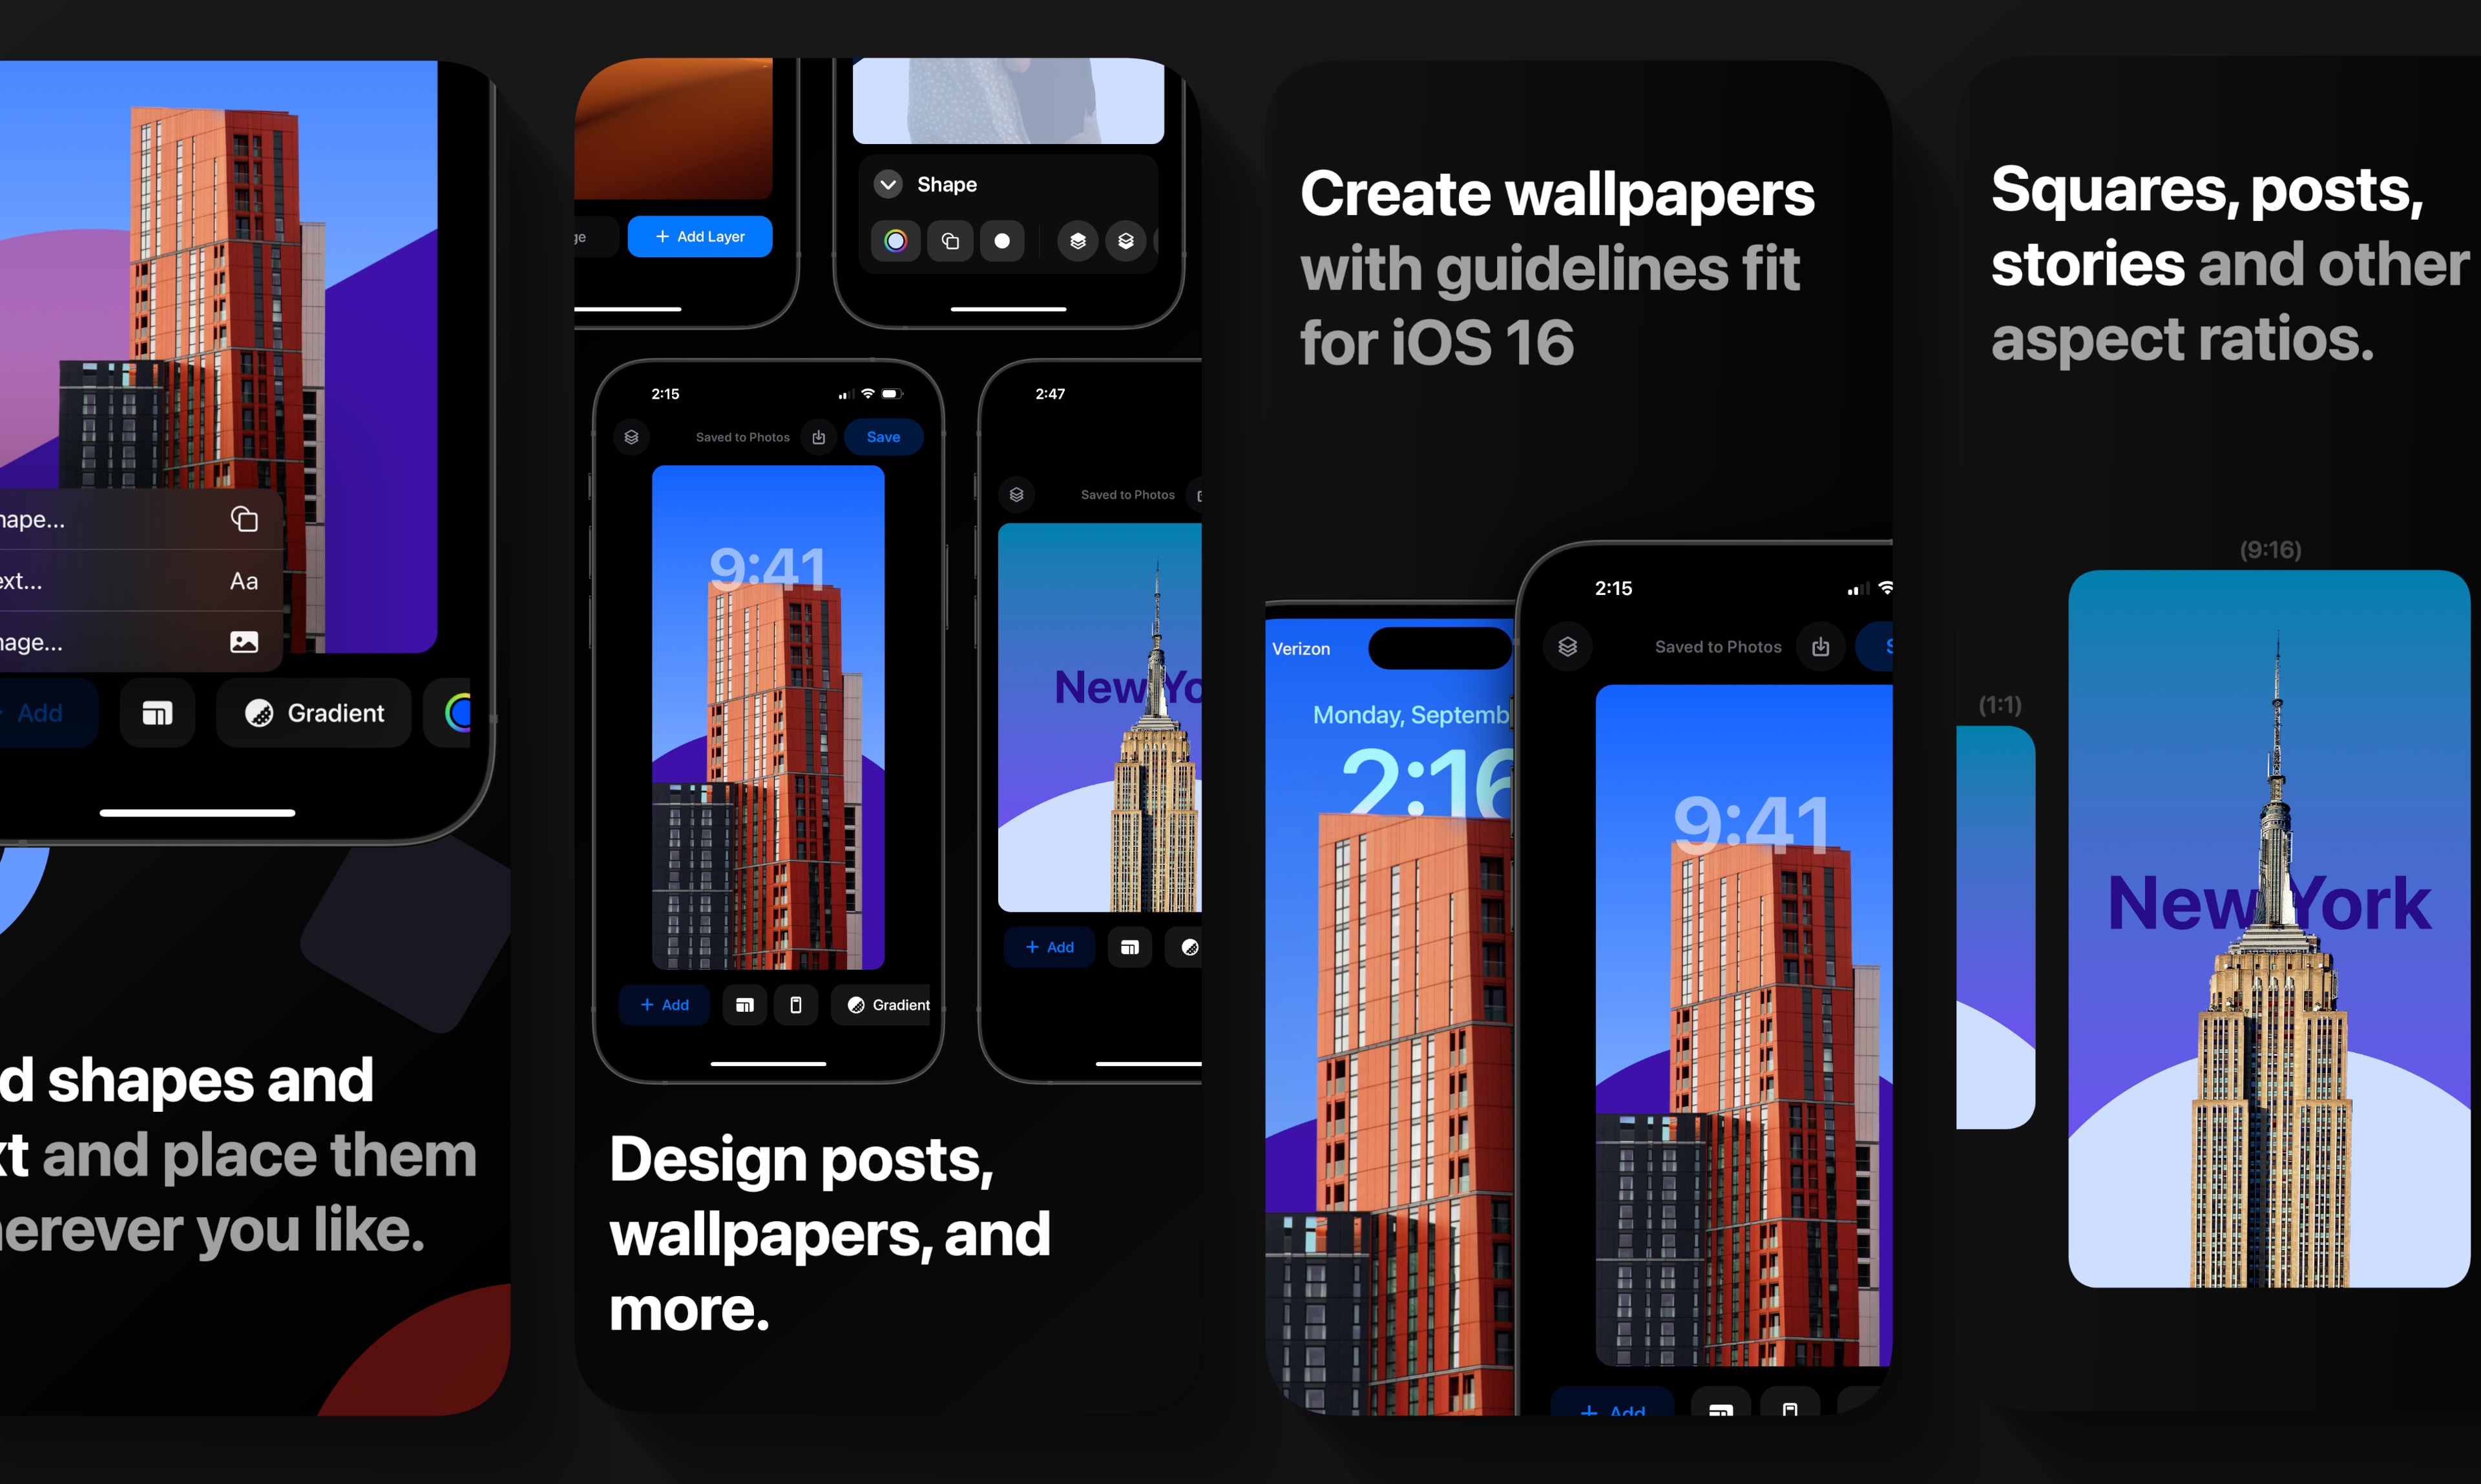 hape...
ext...
Aa
nage...
Add
Gradient
d shapes and
xt and place them
erever you like.
ge
+ Add Layer
Shape
2:15
Saved to Photos
Save
9:41
+ Add
Gradient
2:47
Saved to Photos
New Yo
+ Add
Design posts,
wallpapers, and
more.
Create wallpapers
with guidelines fit
for iOS 16
Verizon
Monday, Septemb
2:16
2:15
Saved to Photos
S
9:41
+ Add
Squares, posts,
stories and other
aspect ratios.
(1:1)
(9:16)
New York